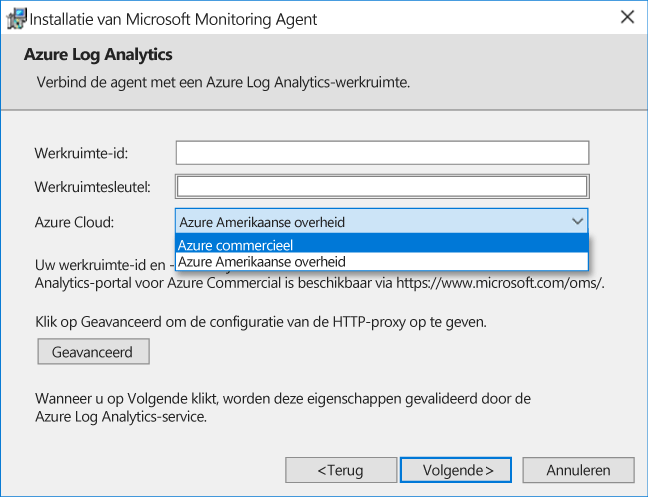 Installatie van Microsoft Monitoring Agent
Azure Log Analytics
Verbind de agent met een Azure Log Analytics-werkruimte.
Werkruimte-id:
Werkruimtesleutel:
Azure Cloud:
Azure Amerikaanse overheid
Azure commercieel
Azure Amerikaanse overheid
Uw werkruimte-id en -
Analytics-portal voor Azure Commercial is beschikbaar via https://www.microsoft.com/oms/.
Klik op Geavanceerd om de configuratie van de HTTP-proxy op te geven.
Geavanceerd
Wanneer u op Volgende klikt, worden deze eigenschappen gevalideerd door de
Azure Log Analytics-service.
<Terug
Volgende>
Annuleren